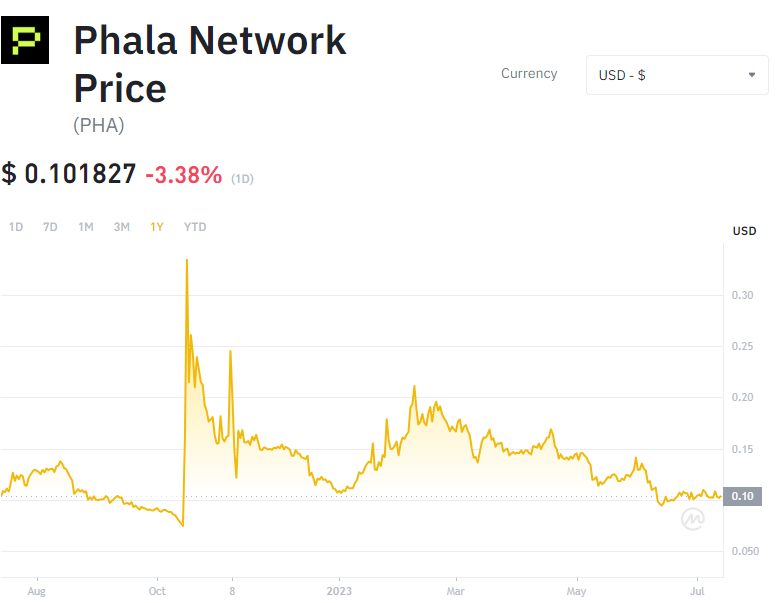 Phala Network
Price
(PHA)
Currency
USD - $
$ 0.101827 -3.38% (1D)
1D 7D 1M 3M 1Y YTD
USD
0.30
0.25
0.20
0.15
0.10
0.050
Aug Oct 8 2023 Mar May Jul